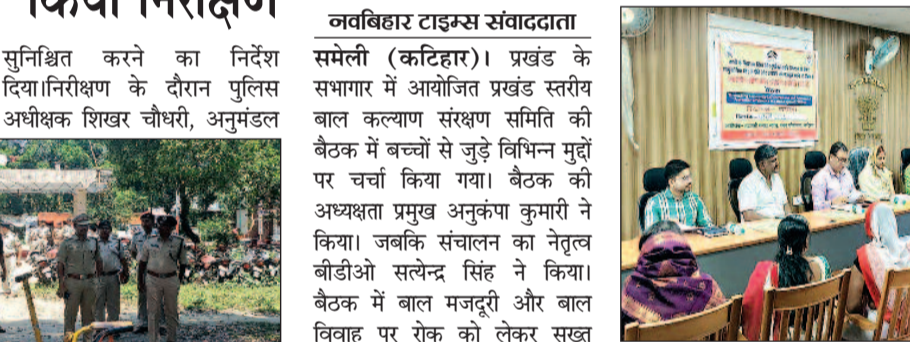 किया निरीक्षण
सुनिश्चित करने का निर्देश
दिया।निरीक्षण के दौरान पुलिस
अधीक्षक शिखर चौधरी, अनुमंडल
नवबिहार टाइम्स संवाददाता
समेली (कटिहार)। प्रखंड के
सभागार में आयोजित प्रखंड स्तरीय
बाल कल्याण संरक्षण समिति की
बैठक में बच्चों से जुड़े विभिन्न मुद्दों
पर चर्चा किया गया। बैठक की
अध्यक्षता प्रमुख अनुकंपा कुमारी ने
किया। जबकि संचालन का नेतृत्व
बीडीओ सत्येन्द्र सिंह ने किया।
बैठक में बाल मजदूरी और बाल
विवाह पर रोक को लेकर सख्त